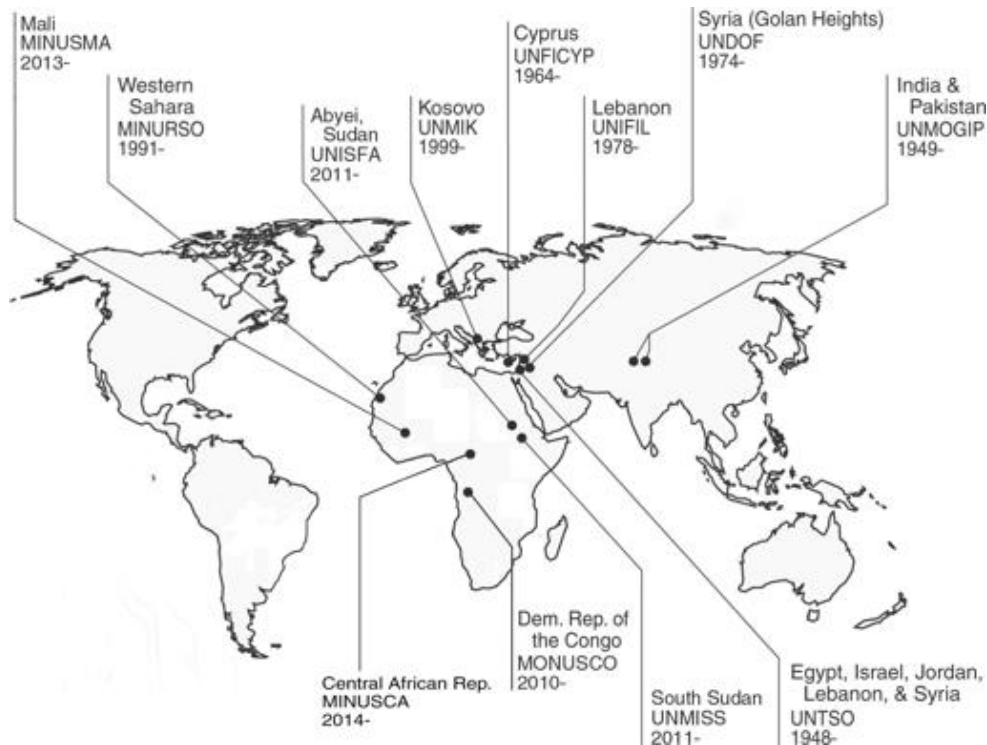 Mali
MINUSMA
2013-
Western
Sahara
MINURSO
1991-
Abyei,
Sudan
UNISFA
2011-
Kosovo
UNMIK
1999-
Cyprus
UNFICYP
1964-
Lebanon
UNIFIL
1978-
Syria (Golan Heights)
UNDOF
1974-
India &
Pakistan
UNMOGIP
1949-
Central African Rep.
MINUSCA
2014-
Dem. Rep. of
the Congo
MONUSCO
2010-
South Sudan
UNMISS
2011-
Egypt, Israel, Jordan,
Lebanon, & Syria
UNTSO
1948-